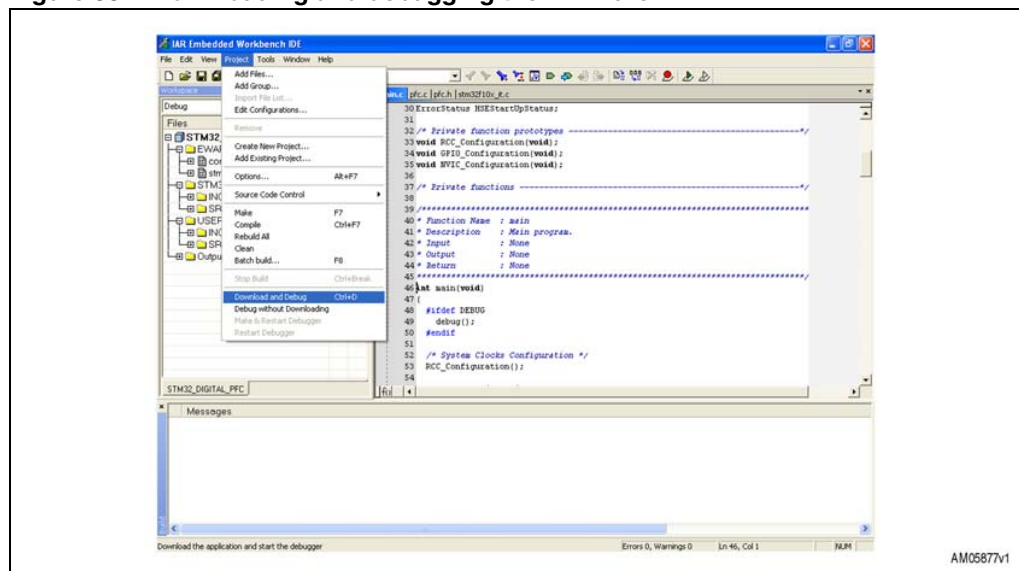 IAR Embedded Workbench IDE
File Edit View Project Tools Window Help
Add Files...
Add Group...
Import File List...
Edit Configurations...
Remove
Create New Project...
Add Existing Project...
Options... Alt+F7
Source Code Control
Make F7
Compile Ctrl+F7
Rebuild All
Clean
Batch build... F8
Stop Build Ctrl+Break
Download and Debug Ctrl+D
Debug without Downloading
Make & Restart Debugger
Restart Debugger
Workspace
Debug
Files
STM32_
EWAR
STM3
USER
Outpu
STM32_DIGITAL_PFC
pfc.c | pfc.h | stm32f10x_it.c
30 ErrorStatus HSEStartUpStatus;
31
32 /* Private function prototypes -----------------------------------------------*/
33 void RCC_Configuration(void);
34 void GPIO_Configuration(void);
35 void NVIC_Configuration(void);
36
37 /* Private functions ---------------------------------------------------------*/
38
39 /*******************************************************************************
40 * Function Name : main
41 * Description : Main program.
42 * Input : None
43 * Output : None
44 * Return : None
45 *******************************************************************************/
46 int main(void)
47 {
48 #ifdef DEBUG
49 debug();
50 #endif
51
52 /* System Clocks Configuration */
53 RCC_Configuration();
54
Messages
Build
Download the application and start the debugger
Errors 0, Warnings 0
Ln 46, Col 1
NUM
AM05877v1